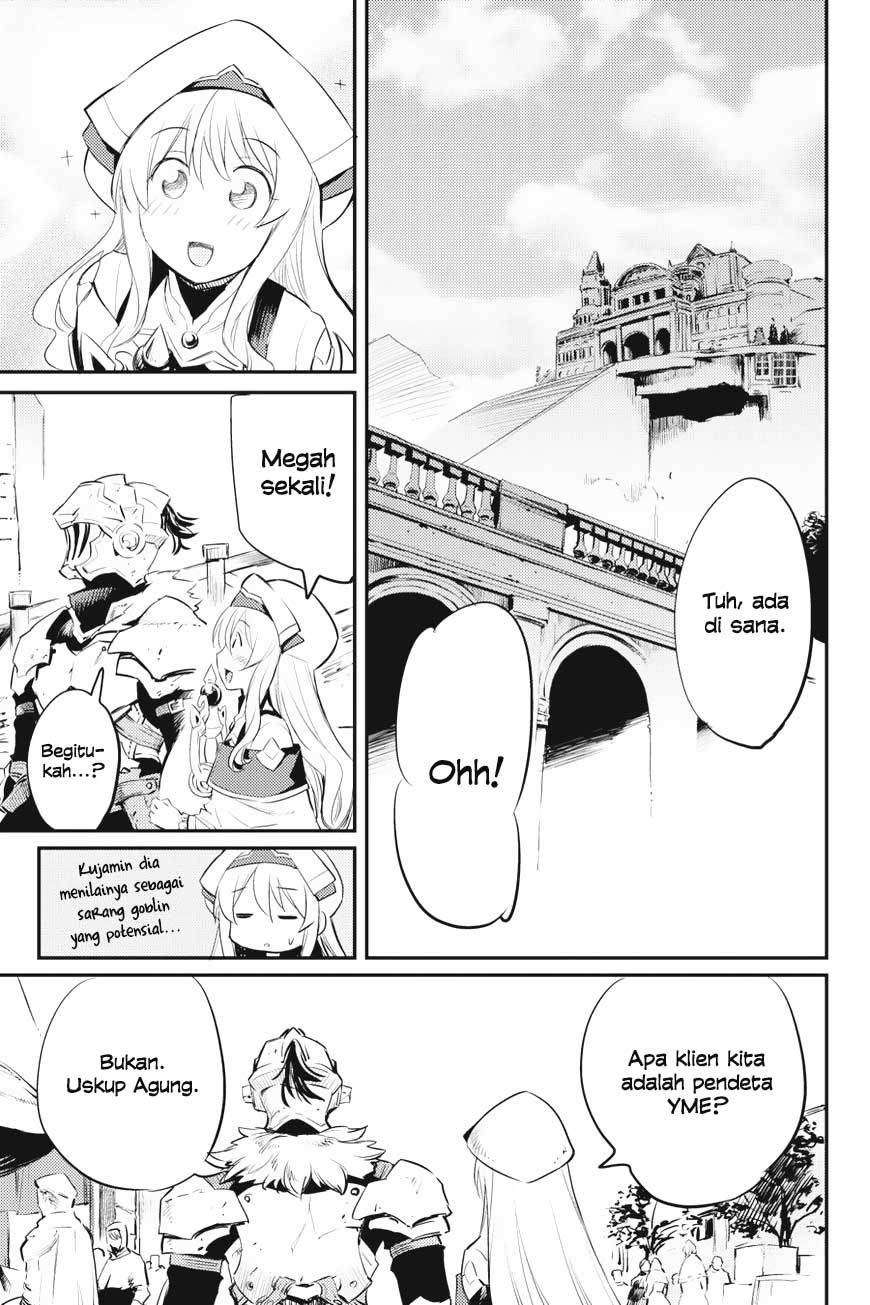 Tuh, ada
di sana.
Ohh!
Megah
sekali!
Begitu-
kah...?
Kujamin dia
menilainya sebagai
sarang goblin
yang potensial...
Apa klien kita
adalah pendeta
YME?
Bukan.
Uskup Agung.